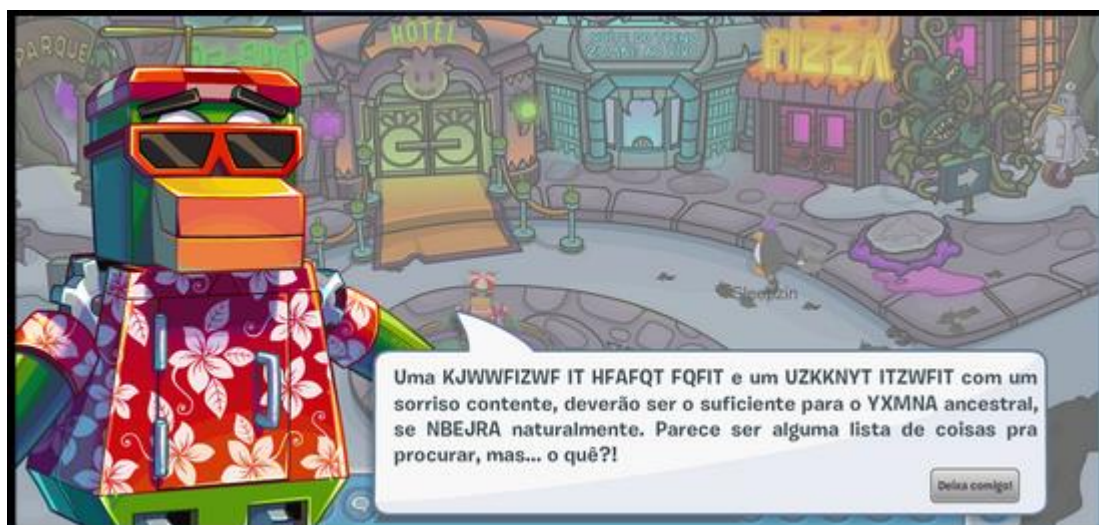 PARQUE
HOTEL
PIZZA
Sleepzin
Uma KJWWFIZWF IT HFAFQT FQFIT e um UZKKNYT ITZWFIT com um
sorriso contente, deverão ser o suficiente para o YXMNA ancestral,
se NBEJRA naturalmente. Parece ser alguma lista de coisas pra
procurar, mas... o quê?!
Deixa comigo!